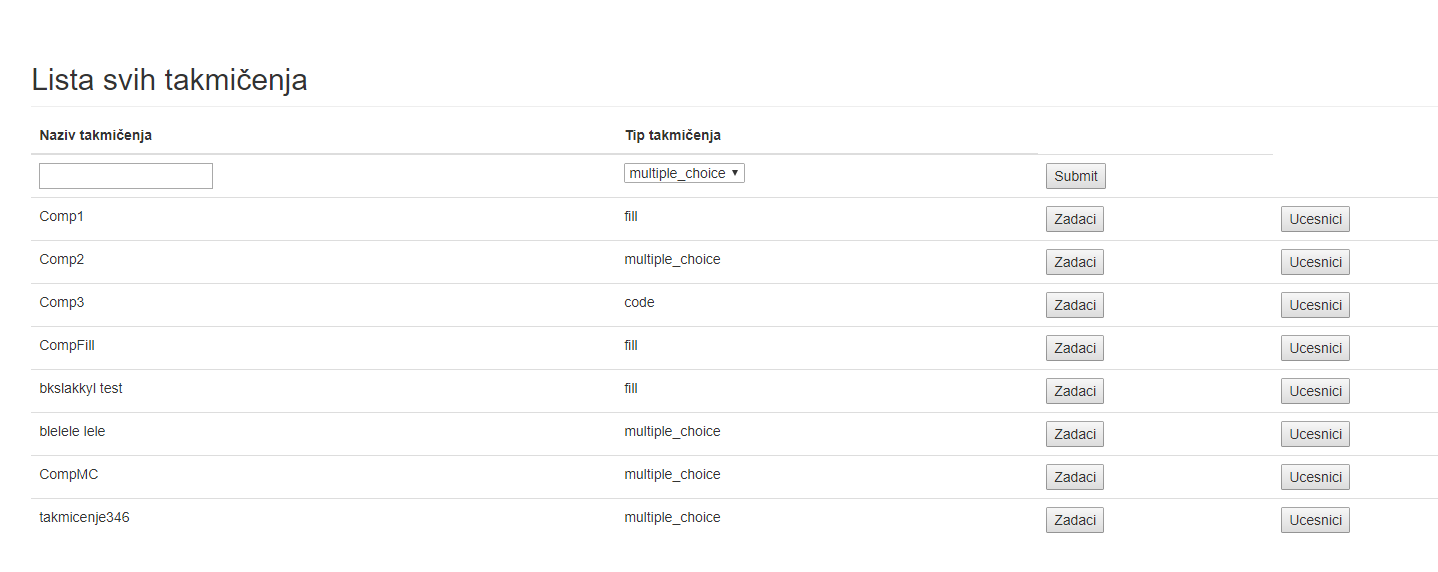 Lista svih takmičenja
Naziv takmičenja Tip takmičenja
multiple_choice Submit
Comp1 fill Zadaci Ucesnici
Comp2 multiple_choice Zadaci Ucesnici
Comp3 code Zadaci Ucesnici
CompFill fill Zadaci Ucesnici
bkslakkyl test fill Zadaci Ucesnici
blelele lele multiple_choice Zadaci Ucesnici
CompMC multiple_choice Zadaci Ucesnici
takmicenje346 multiple_choice Zadaci Ucesnici